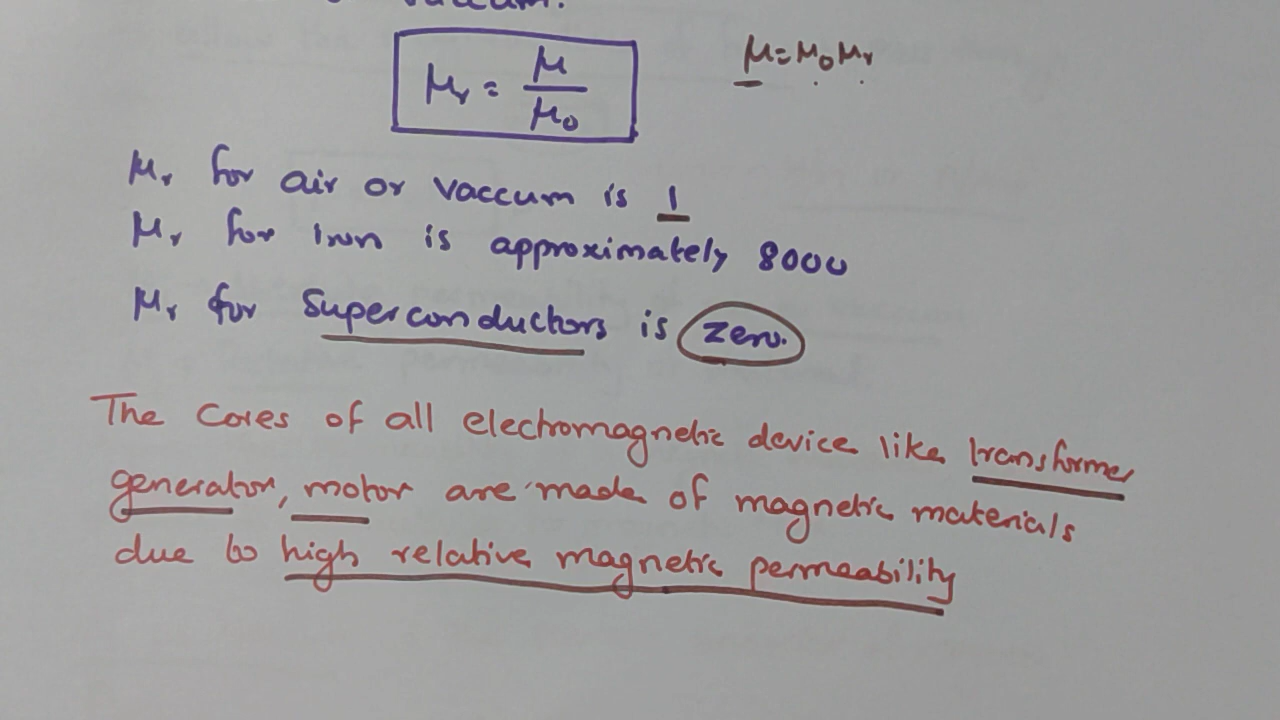 vaccum.
μr = μ/μ0
μ=μ0μr
μr for air or vaccum is 1
μr for iron is approximately 8000
μr for Superconductors is zero.
The cores of all electromagnetic device like transformer
generator, motor are made of magnetic materials
due to high relative magnetic permeability